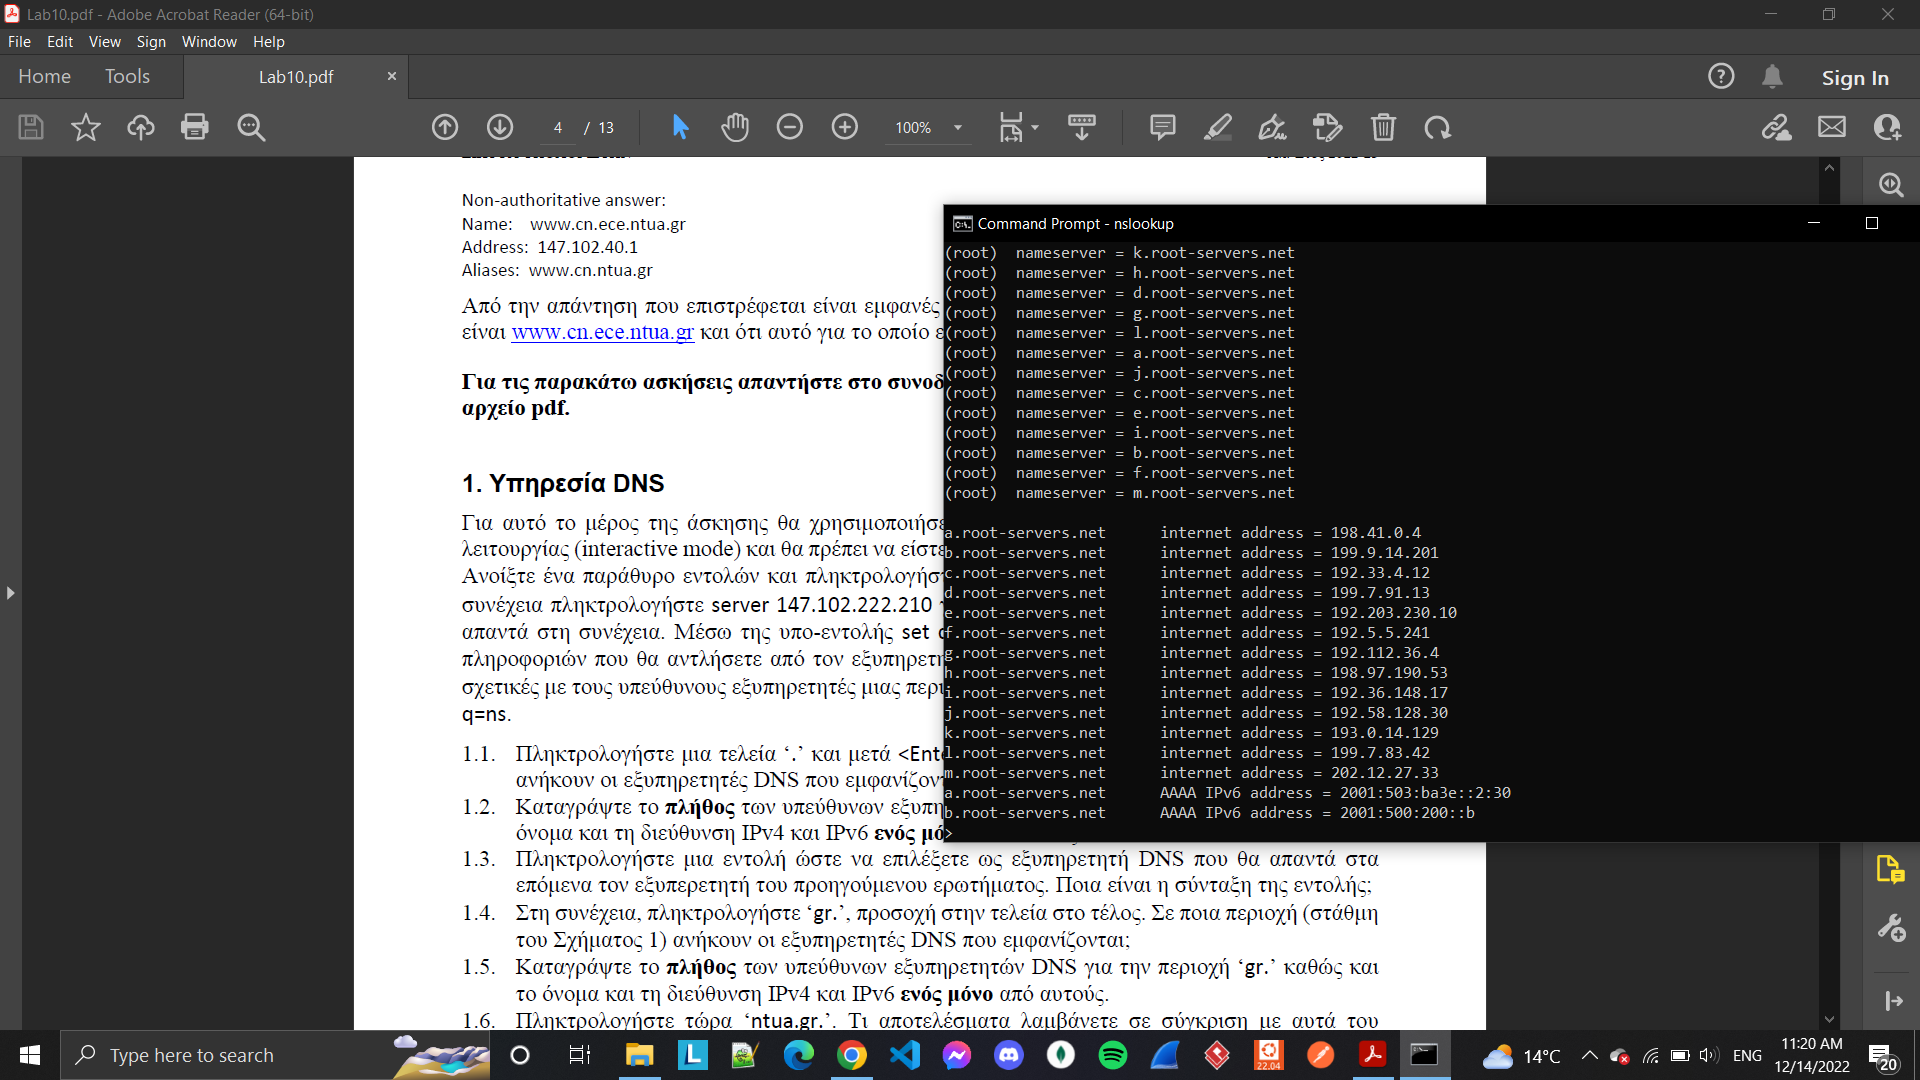 Lab10.pdf - Adobe Acrobat Reader (64-bit)
File Edit View Sign Window Help
Home Tools Lab10.pdf × Sign In
4 / 13 100%
Non-authoritative answer:
Name: www.cn.ece.ntua.gr
Address: 147.102.40.1
Aliases: www.cn.ntua.gr
Από την απάντηση που επιστρέφεται είναι εμφανές
είναι www.cn.ece.ntua.gr και ότι αυτό για το οποίο ε
Για τις παρακάτω ασκήσεις απαντήστε στο συνοδ
αρχείο pdf.
1. Υπηρεσία DNS
Για αυτό το μέρος της άσκησης θα χρησιμοποιήσε
λειτουργίας (interactive mode) και θα πρέπει να είστε
Ανοίξτε ένα παράθυρο εντολών και πληκτρολογήστ
συνέχεια πληκτρολογήστε server 147.102.222.210
απαντά στη συνέχεια. Μέσω της υπο-εντολής set
πληροφοριών που θα αντλήσετε από τον εξυπηρετη
σχετικές με τους υπεύθυνους εξυπηρετητές μιας περι
q=ns.
1.1. Πληκτρολογήστε μια τελεία ‘.’ και μετά <Ent
ανήκουν οι εξυπηρετητές DNS που εμφανίζον
1.2. Καταγράψτε το πλήθος των υπεύθυνων εξυπη
όνομα και τη διεύθυνση IPv4 και IPv6 ενός μό
1.3. Πληκτρολογήστε μια εντολή ώστε να επιλέξετε ως εξυπηρετητή DNS που θα απαντά στα
επόμενα τον εξυπερετητή του προηγούμενου ερωτήματος. Ποια είναι η σύνταξη της εντολής;
1.4. Στη συνέχεια, πληκτρολογήστε ‘gr.’, προσοχή στην τελεία στο τέλος. Σε ποια περιοχή (στάθμη
του Σχήματος 1) ανήκουν οι εξυπηρετητές DNS που εμφανίζονται;
1.5. Καταγράψτε το πλήθος των υπεύθυνων εξυπηρετητών DNS για την περιοχή ‘gr.’ καθώς και
το όνομα και τη διεύθυνση IPv4 και IPv6 ενός μόνο από αυτούς.
1.6. Πληκτρολογήστε τώρα ‘ntua.gr.’. Τι αποτελέσματα λαμβάνετε σε σύγκριση με αυτά του
Command Prompt - nslookup
(root) nameserver = k.root-servers.net
(root) nameserver = h.root-servers.net
(root) nameserver = d.root-servers.net
(root) nameserver = g.root-servers.net
(root) nameserver = l.root-servers.net
(root) nameserver = a.root-servers.net
(root) nameserver = j.root-servers.net
(root) nameserver = c.root-servers.net
(root) nameserver = e.root-servers.net
(root) nameserver = i.root-servers.net
(root) nameserver = b.root-servers.net
(root) nameserver = f.root-servers.net
(root) nameserver = m.root-servers.net
a.root-servers.net internet address = 198.41.0.4
b.root-servers.net internet address = 199.9.14.201
c.root-servers.net internet address = 192.33.4.12
d.root-servers.net internet address = 199.7.91.13
e.root-servers.net internet address = 192.203.230.10
f.root-servers.net internet address = 192.5.5.241
g.root-servers.net internet address = 192.112.36.4
h.root-servers.net internet address = 198.97.190.53
i.root-servers.net internet address = 192.36.148.17
j.root-servers.net internet address = 192.58.128.30
k.root-servers.net internet address = 193.0.14.129
l.root-servers.net internet address = 199.7.83.42
m.root-servers.net internet address = 202.12.27.33
a.root-servers.net AAAA IPv6 address = 2001:503:ba3e::2:30
b.root-servers.net AAAA IPv6 address = 2001:500:200::b
>
Type here to search
22.04
14°C ENG
11:20 AM
12/14/2022
20